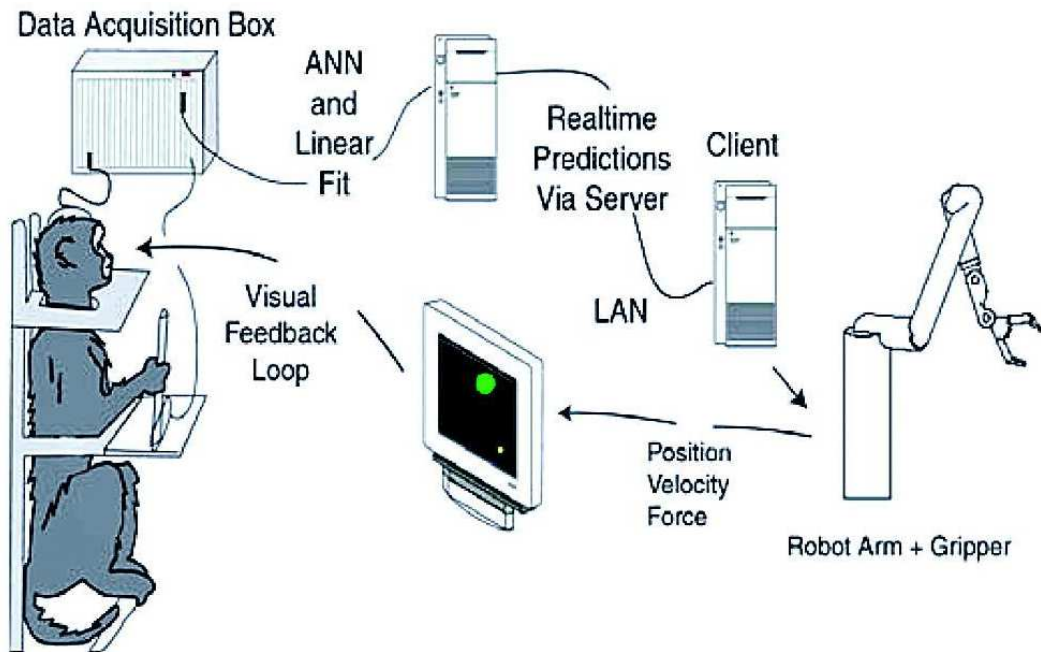 Data Acquisition Box
ANN
and
Linear
Fit
Realtime
Predictions
Via Server
Client
LAN
Visual
Feedback
Loop
Position
Velocity
Force
Robot Arm + Gripper